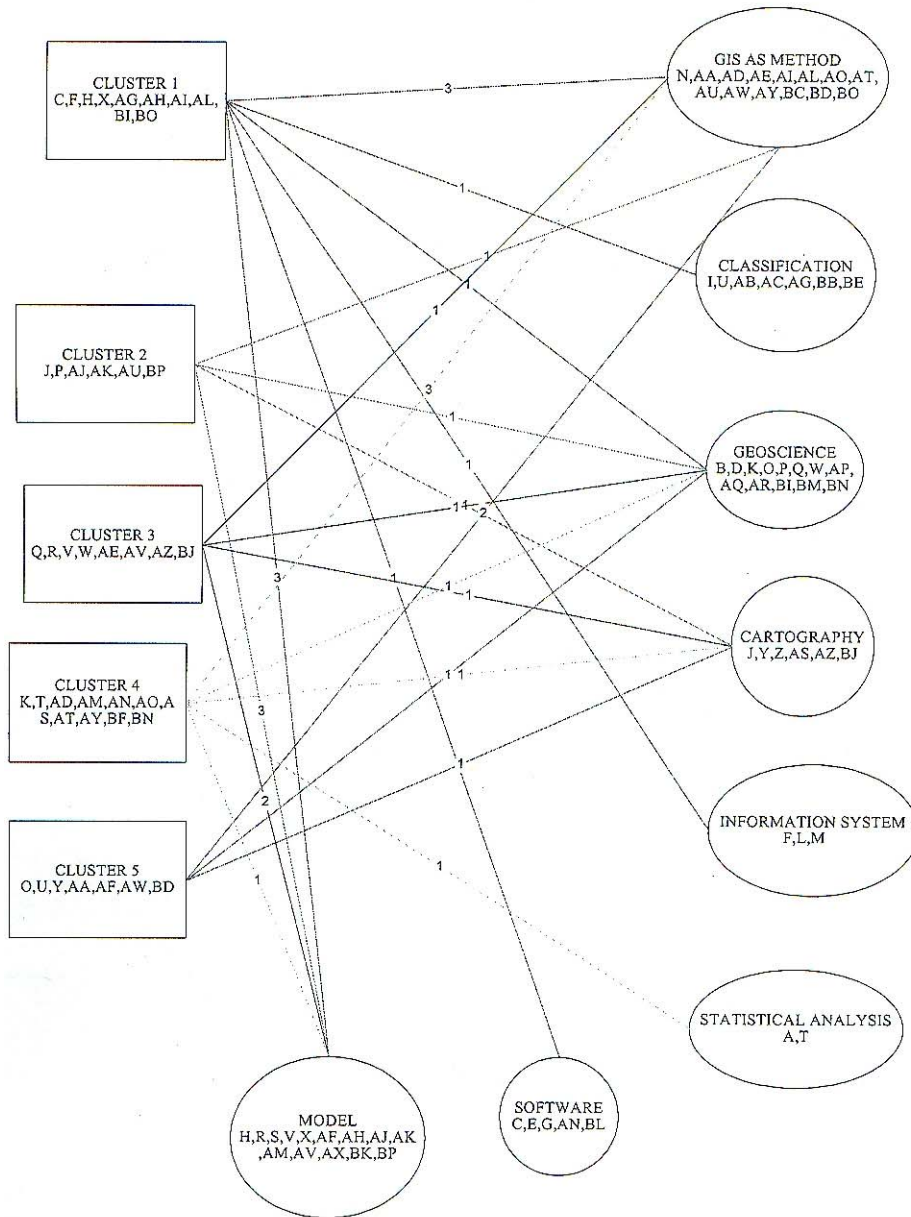 CLUSTER 1
C,F,H,X,AG,AH,AI,AL,
BI,BO
CLUSTER 2
J,P,AJ,AK,AU,BP
CLUSTER 3
Q,R,V,W,AE,AV,AZ,BJ
CLUSTER 4
K,T,AD,AM,AN,AO,A
S,AT,AY,BF,BN
CLUSTER 5
O,U,Y,AA,AF,AW,BD
GIS AS METHOD
N,AA,AD,AE,AI,AL,AO,AT,
AU,AW,AY,BC,BD,BO
CLASSIFICATION
I,U,AB,AC,AG,BB,BE
GEOSCIENCE
B,D,K,O,P,Q,W,AP,
AQ,AR,BI,BM,BN
CARTOGRAPHY
J,Y,Z,AS,AZ,BJ
INFORMATION SYSTEM
F,L,M
STATISTICAL ANALYSIS
A,T
SOFTWARE
C,E,G,AN,BL
MODEL
H,R,S,V,X,AF,AH,AJ,AK
,AM,AV,AX,BK,BP
3
1
1
1
1
3
1
1
1 1
2
3
1
1
1
1 1
3
2
1
1
1